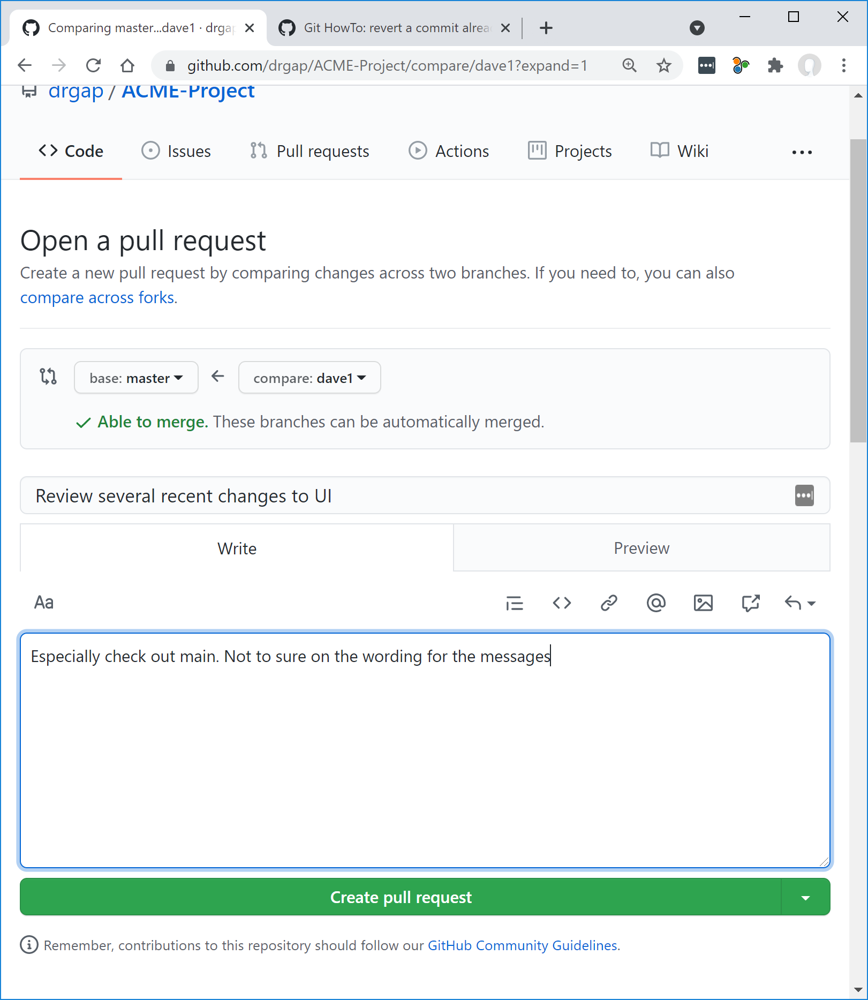 Comparing master...dave1 · drgap
Git HowTo: revert a commit alrea
github.com/drgap/ACME-Project/compare/dave1?expand=1
drgap / ACME-Project
Code Issues Pull requests Actions Projects Wiki ...
Open a pull request
Create a new pull request by comparing changes across two branches. If you need to, you can also
compare across forks.
base: master compare: dave1
Able to merge. These branches can be automatically merged.
Review several recent changes to UI
Write Preview
Aa
Especially check out main. Not to sure on the wording for the messages
Create pull request
Remember, contributions to this repository should follow our GitHub Community Guidelines.